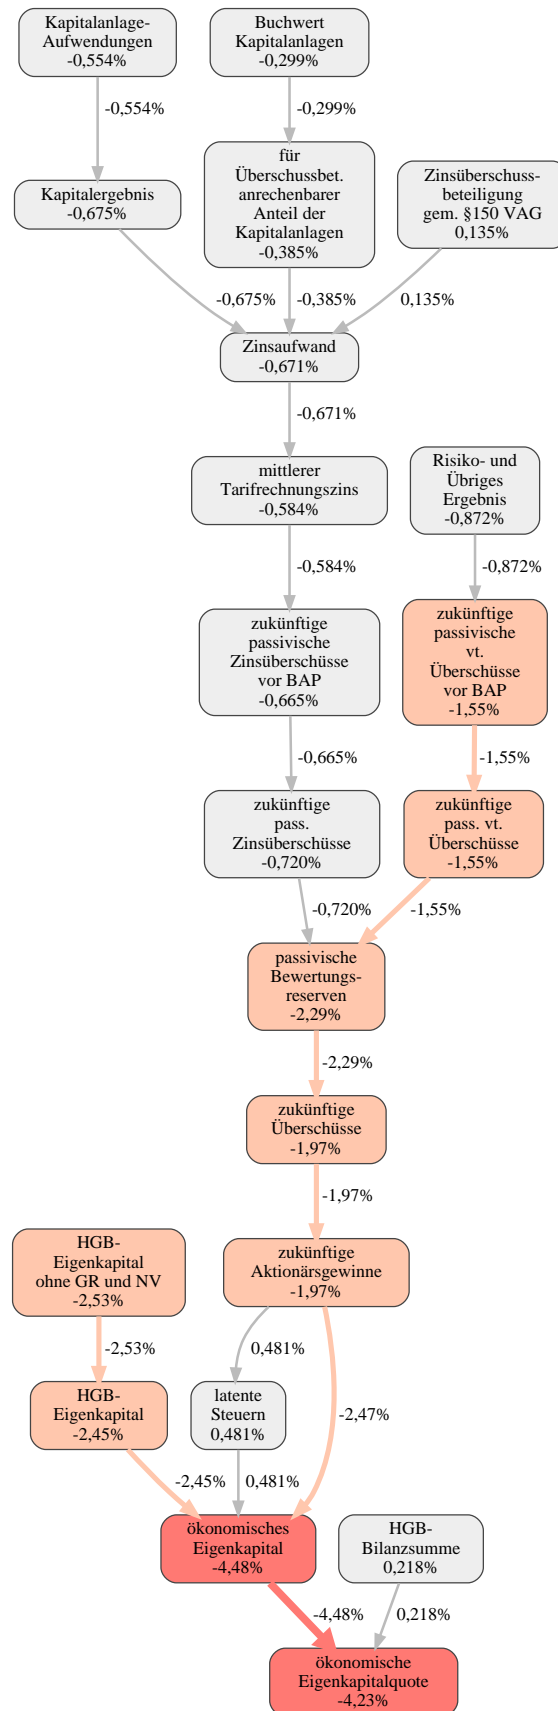 Kapitalanlage-
Aufwendungen
-0,554%
Buchwert
Kapitalanlagen
-0,299%
-0,554%
-0,299%
Kapitalergebnis
-0,675%
für
Überschussbet.
anrechenbarer
Anteil der
Kapitalanlagen
-0,385%
Zinsüberschuss-
beteiligung
gem. §150 VAG
0,135%
-0,675%
-0,385%
0,135%
Zinsaufwand
-0,671%
-0,671%
mittlerer
Tarifrechnungszins
-0,584%
Risiko- und
Übriges
Ergebnis
-0,872%
-0,584%
-0,872%
zukünftige
passivische
Zinsüberschüsse
vor BAP
-0,665%
zukünftige
passivische
vt.
Überschüsse
vor BAP
-1,55%
-0,665%
-1,55%
zukünftige
pass.
Zinsüberschüsse
-0,720%
zukünftige
pass. vt.
Überschüsse
-1,55%
-0,720%
-1,55%
passivische
Bewertungs-
reserven
-2,29%
-2,29%
zukünftige
Überschüsse
-1,97%
-1,97%
HGB-
Eigenkapital
ohne GR und NV
-2,53%
zukünftige
Aktionärsgewinne
-1,97%
-2,53%
0,481%
-2,47%
HGB-
Eigenkapital
-2,45%
latente
Steuern
0,481%
-2,45%
0,481%
ökonomisches
Eigenkapital
-4,48%
HGB-
Bilanzsumme
0,218%
-4,48%
0,218%
ökonomische
Eigenkapitalquote
-4,23%